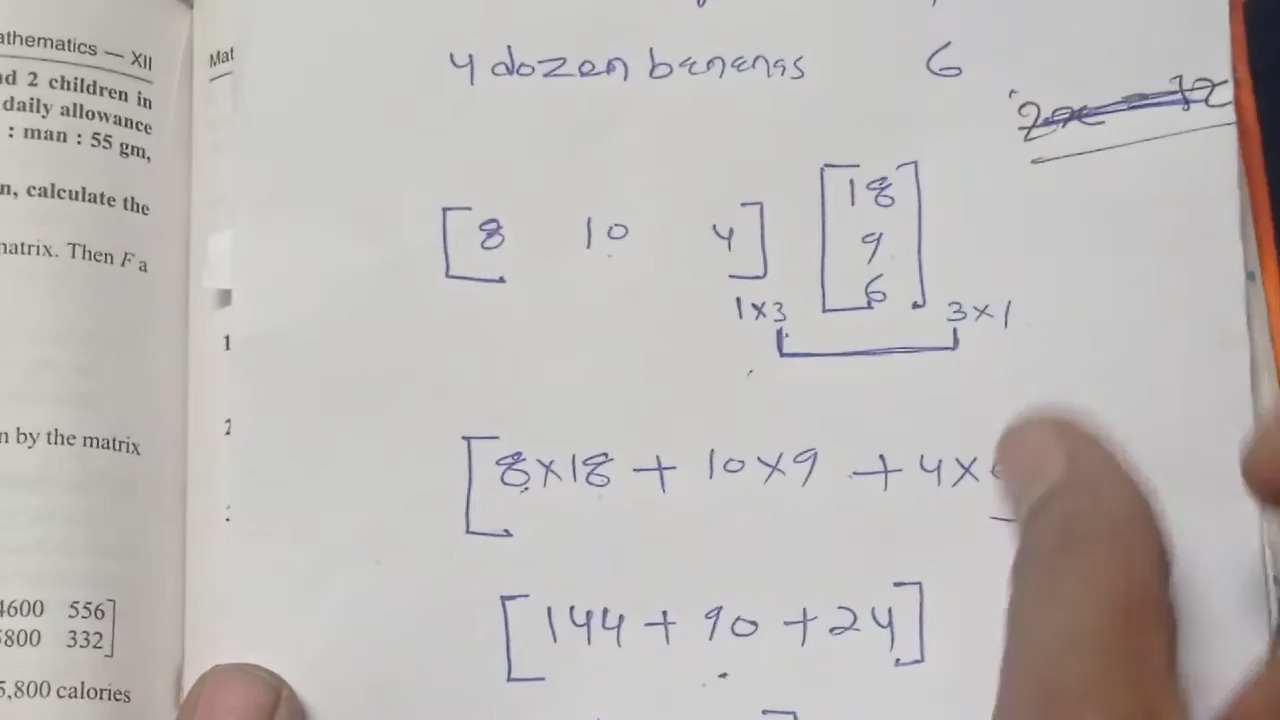 athematics — XII
d 2 children in
daily allowance
: man : 55 gm,
n, calculate the
natrix. Then F a
n by the matrix
4600 556
5800 332
5,800 calories
Mat
1
2
:
4 dozen bananas 6
[8 10 4] [18
9
6]
1×3 3×1
[8×18 + 10×9 + 4×
[144 + 90 + 24]